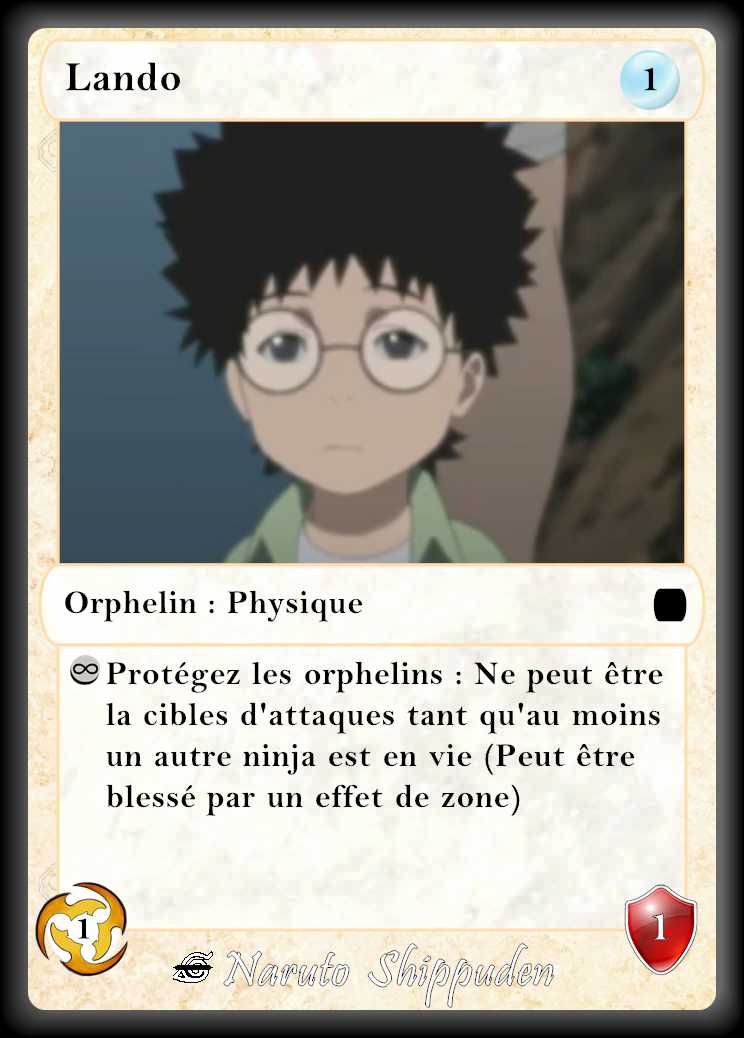 Lando
1
Orphelin : Physique
Protégez les orphelins : Ne peut être
la cibles d'attaques tant qu'au moins
un autre ninja est en vie (Peut être
blessé par un effet de zone)
1
1
Naruto Shippuden